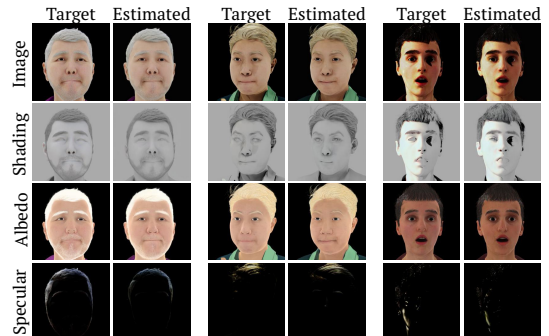 Target Estimated Target Estimated Target Estimated
Image
Shading
Albedo
Specular